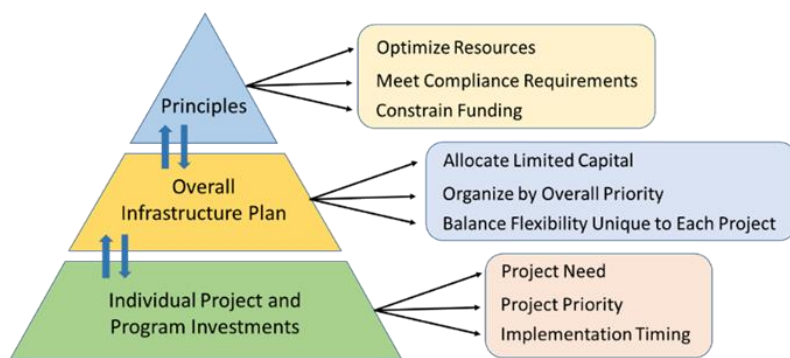 Principles
Optimize Resources
Meet Compliance Requirements
Constrain Funding
Overall
Infrastructure Plan
Allocate Limited Capital
Organize by Overall Priority
Balance Flexibility Unique to Each Project
Individual Project and
Program Investments
Project Need
Project Priority
Implementation Timing